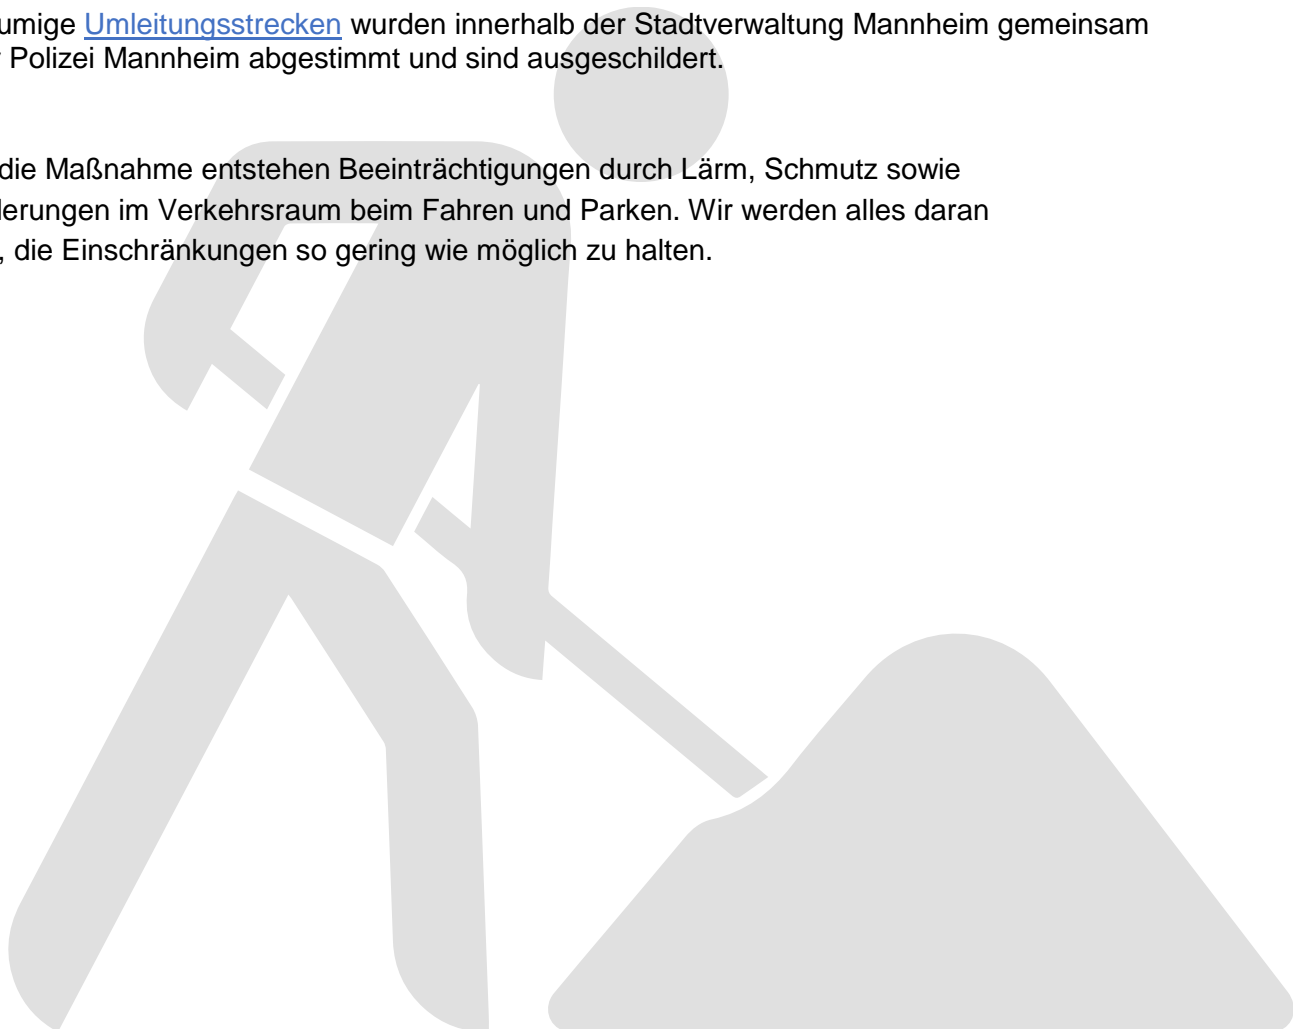 umige Umleitungsstrecken wurden innerhalb der Stadtverwaltung Mannheim gemeinsam
Polizei Mannheim abgestimmt und sind ausgeschildert.
die Maßnahme entstehen Beeinträchtigungen durch Lärm, Schmutz sowie
derungen im Verkehrsraum beim Fahren und Parken. Wir werden alles daran
, die Einschränkungen so gering wie möglich zu halten.